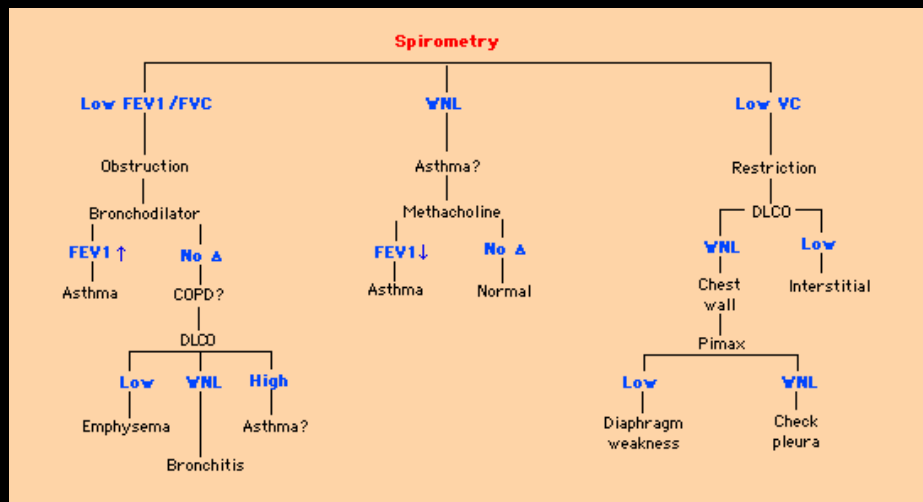 Spirometry
Low FEV1/FVC WNL Low VC
Obstruction Asthma? Restriction
Bronchodilator Methacholine DLCO
FEV1 ↑ No Δ FEV1↓ No Δ WNL Low
Asthma COPD? Asthma Normal Chest wall Interstitial
DLCO Pimax
Low WNL High Low WNL
Emphysema Asthma? Diaphragm weakness Check pleura
Bronchitis